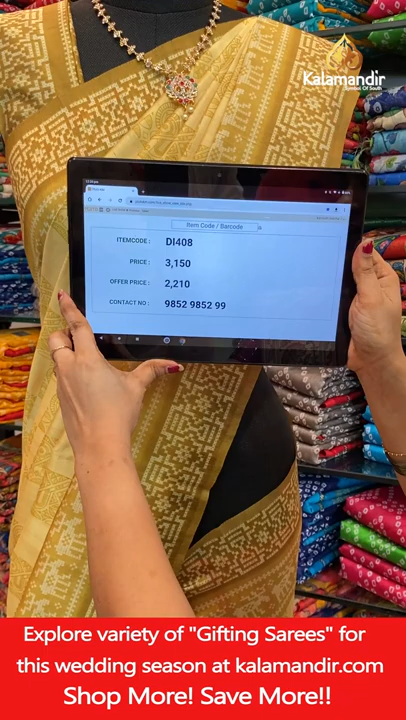 Kalamandir
Symbol Of South
Item Code / Barcode
ITEMCODE : DI408
PRICE : 3,150
OFFER PRICE : 2,210
CONTACT NO : 9852 9852 99
Explore variety of "Gifting Sarees" for
this wedding season at kalamandir.com
Shop More! Save More!!